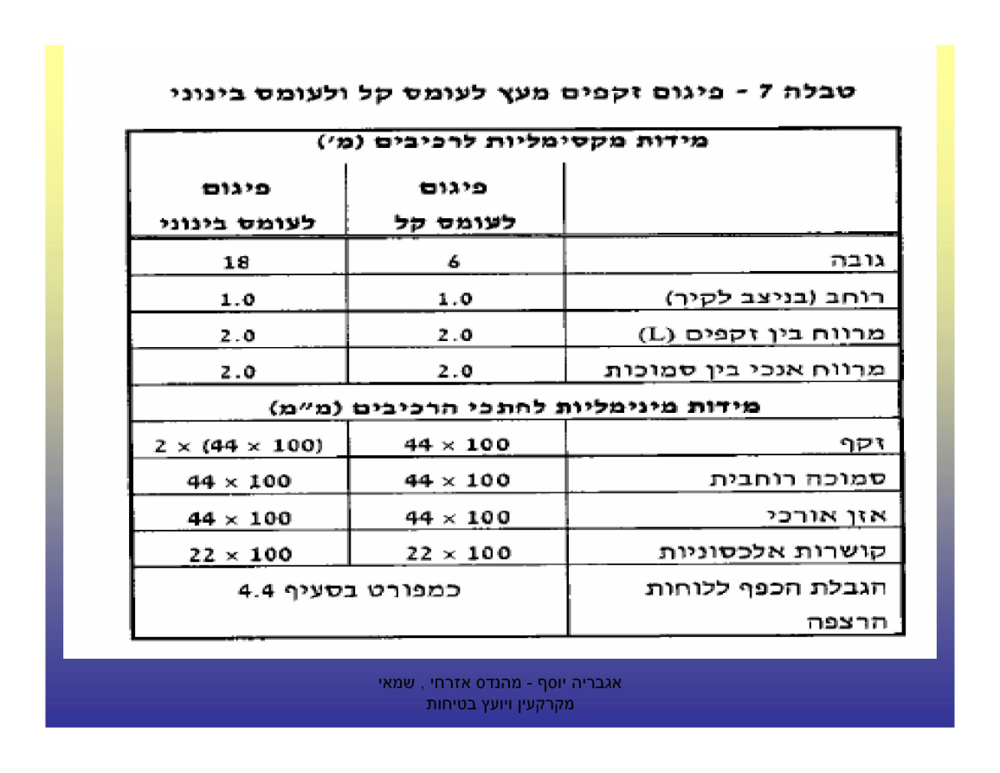 טבלה 7 - פיגום זקפים מעץ לעומס קל ולעומס בינוני
מידות מקסימליות לרכיבים (מ׳)
פיגום לעומס קל פיגום לעומס בינוני
גובה 6 18
רוחב (בניצב לקיר) 1.0 1.0
מרווח בין זקפים (L) 2.0 2.0
מרווח אנכי בין סמוכות 2.0 2.0
מידות מינימליות לחתכי הרכיבים (מ״מ)
זקף 44 × 100 2 × (44 × 100)
סמוכה רוחבית 44 × 100 44 × 100
אזן אורכי 44 × 100 44 × 100
קושרות אלכסוניות 22 × 100 22 × 100
הגבלת הכפף ללוחות הרצפה כמפורט בסעיף 4.4
אגבריה יוסף - מהנדס אזרחי , שמאי
מקרקעין ויועץ בטיחות